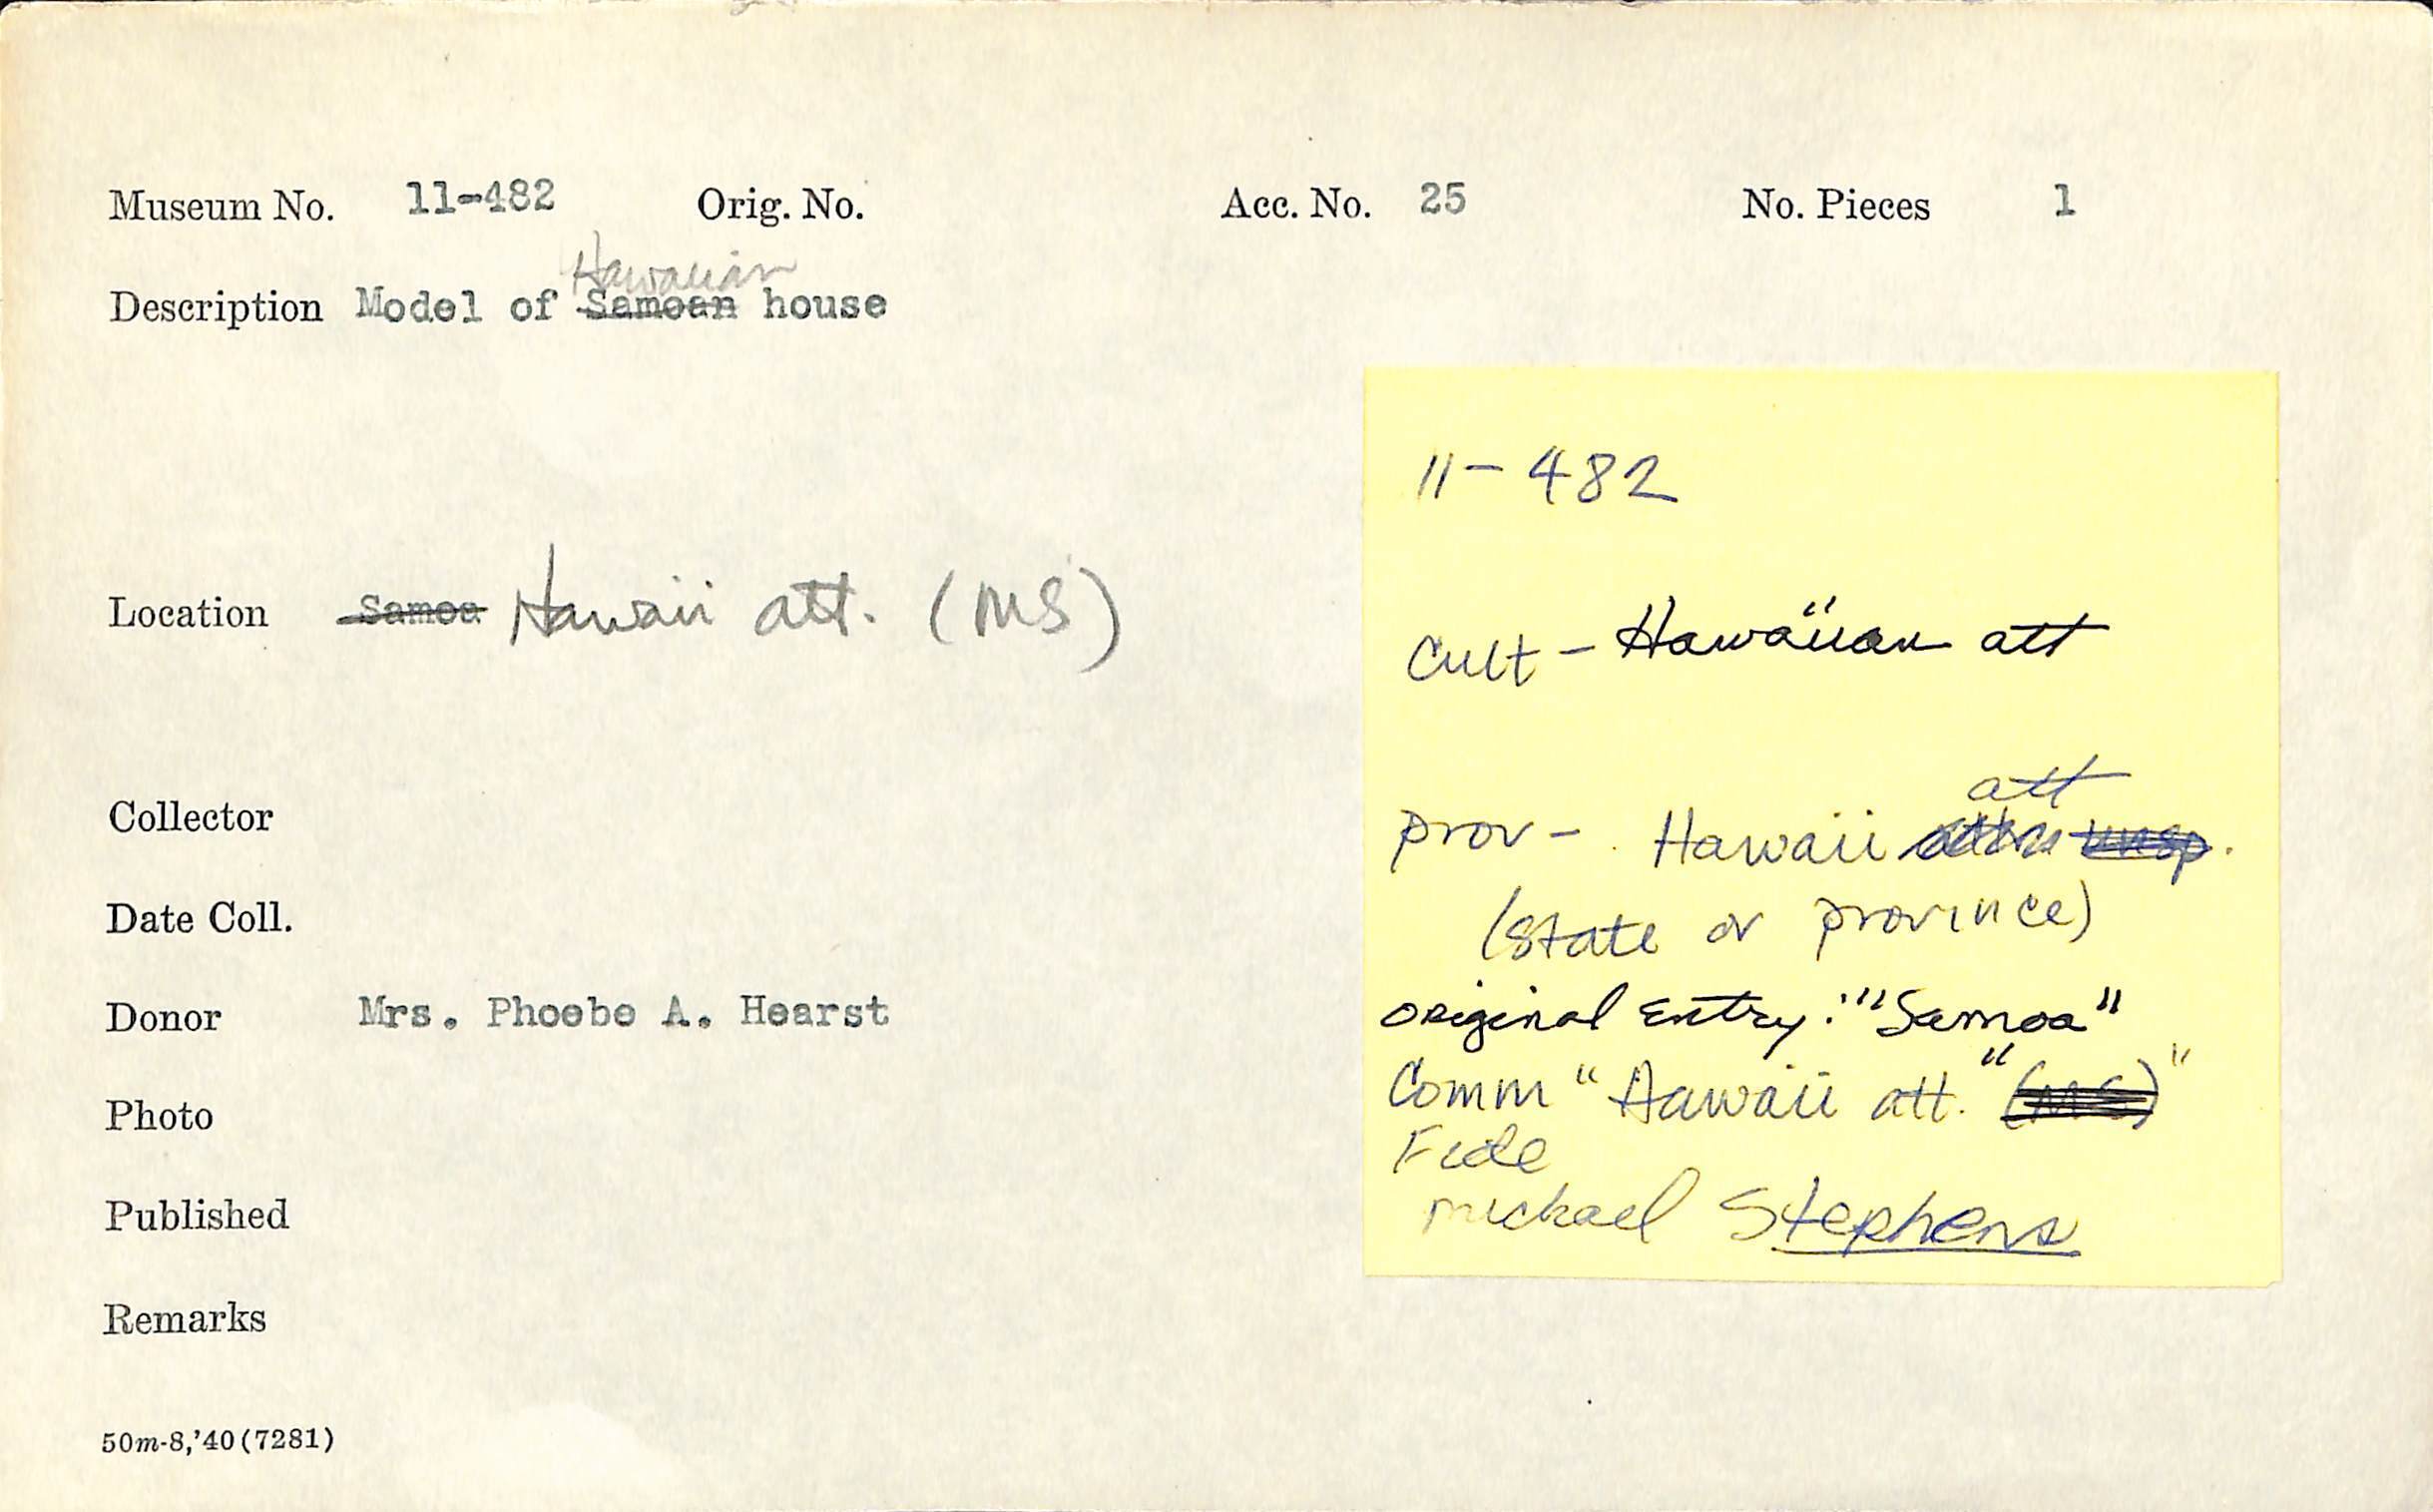 Museum No. 11-482 Orig. No. Acc. No. 25 No. Pieces 1
Hawaiian
Description Model of Samoan house
Location Samoa Hawaii att. (MS)
Collector
Date Coll.
Donor Mrs. Phoebe A. Hearst
Photo
Published
Remarks
50m-8,'40(7281)
11-482
Cult - Hawaiian att
att
prov - Hawaii unsp.
(state or province)
original Entry: "Samoa"
Comm "Hawaii att." (MS)"
Fide
michael Stephens